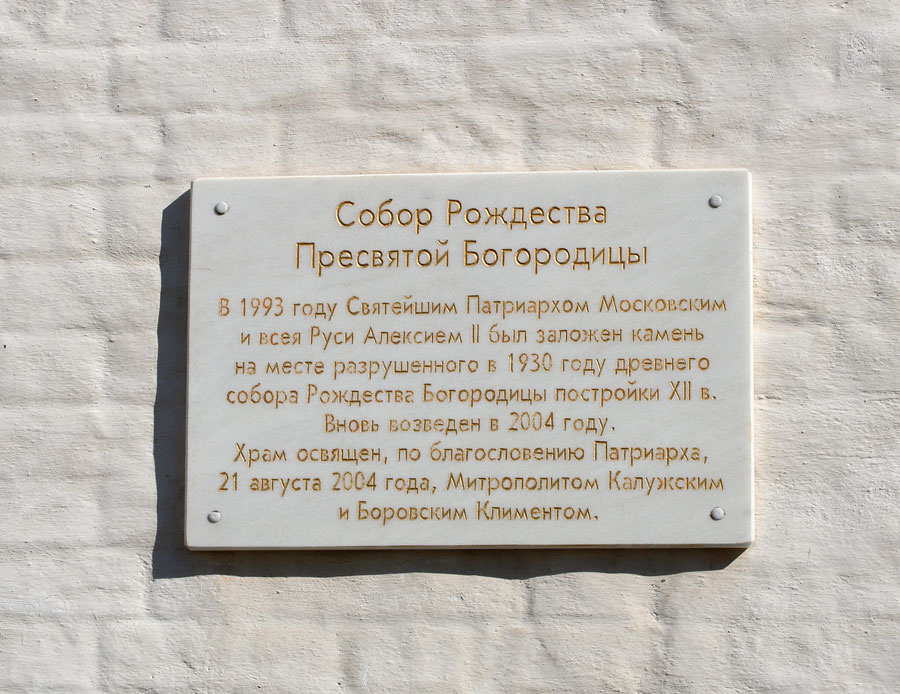 Собор Рождества
Пресвятой Богородицы
В 1993 году Святейшим Патриархом Московским
и всея Руси Алексием II был заложен камень
на месте разрушенного в 1930 году древнего
собора Рождества Богородицы постройки XII в.
Вновь возведен в 2004 году.
Храм освящен, по благословению Патриарха,
21 августа 2004 года, Митрополитом Калужским
и Боровским Климентом.